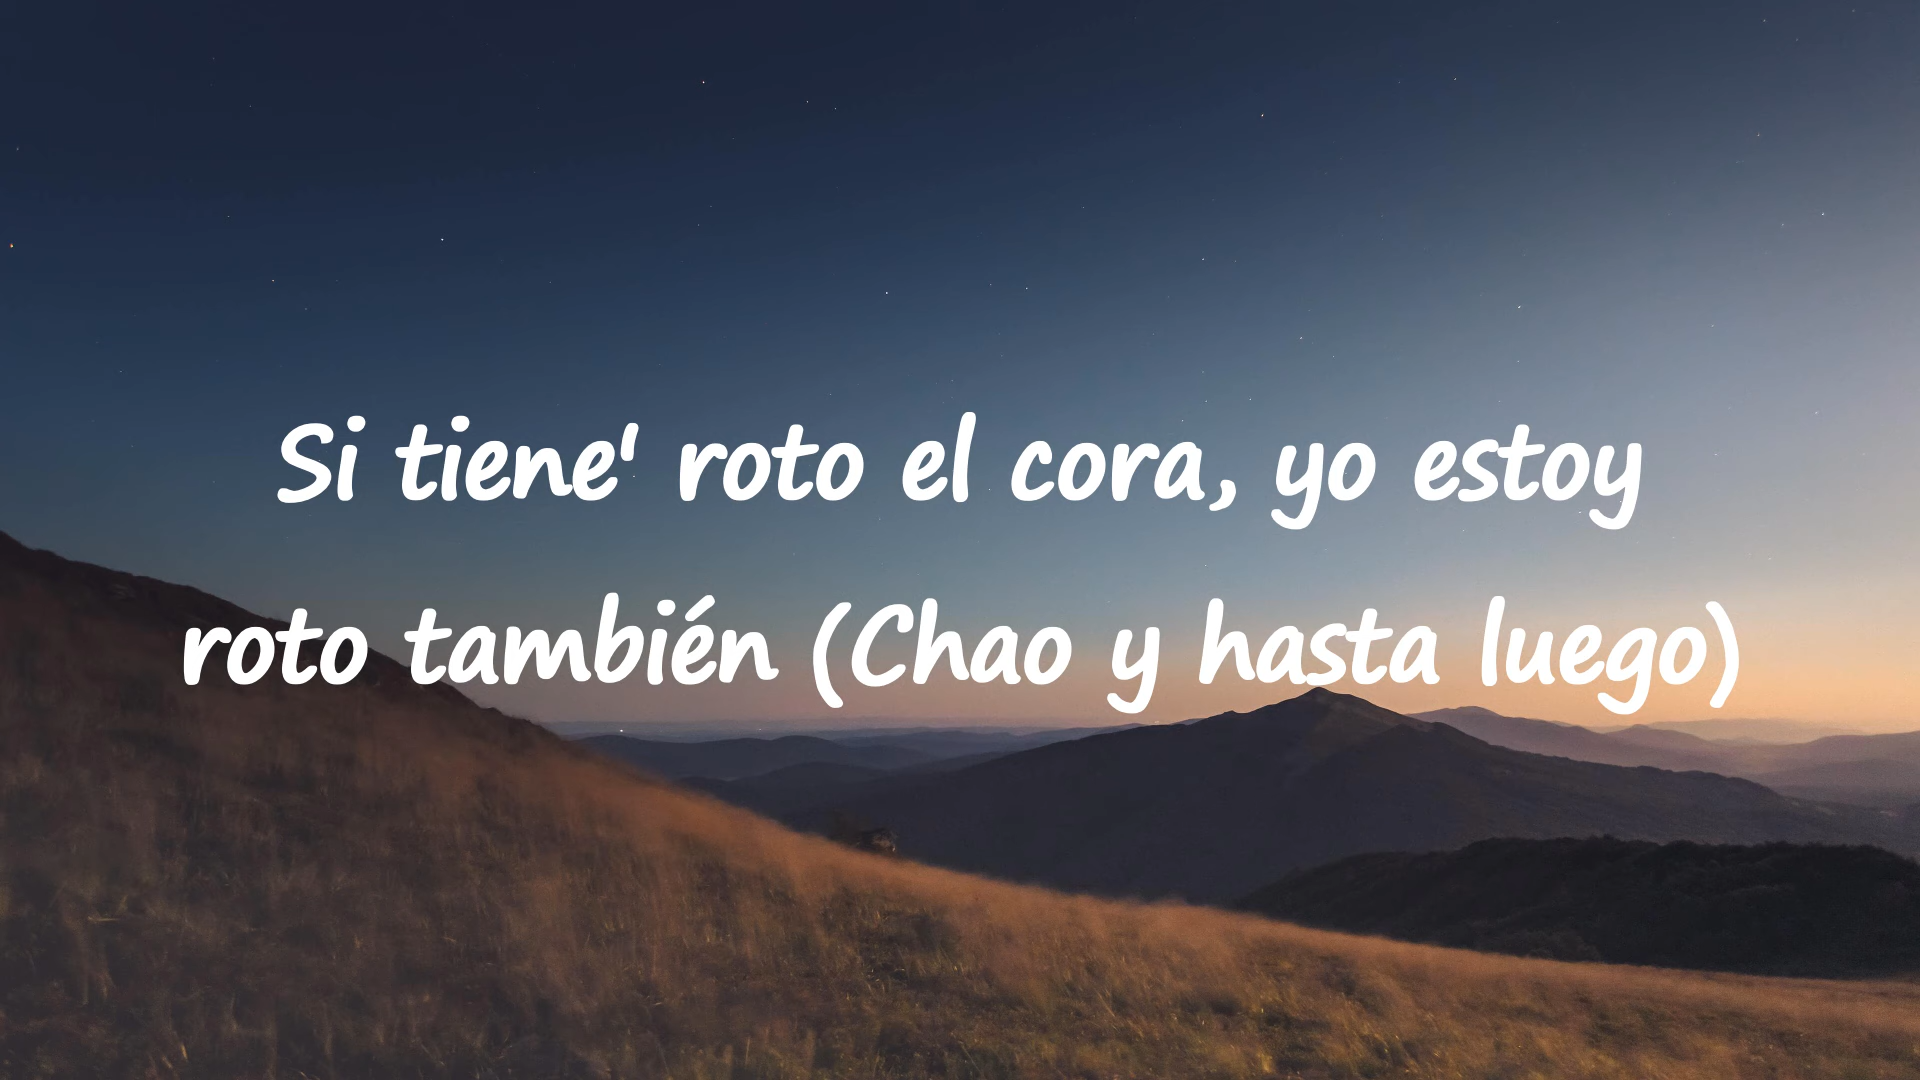 Si tiene' roto el cora, yo estoy
roto también (Chao y hasta luego)